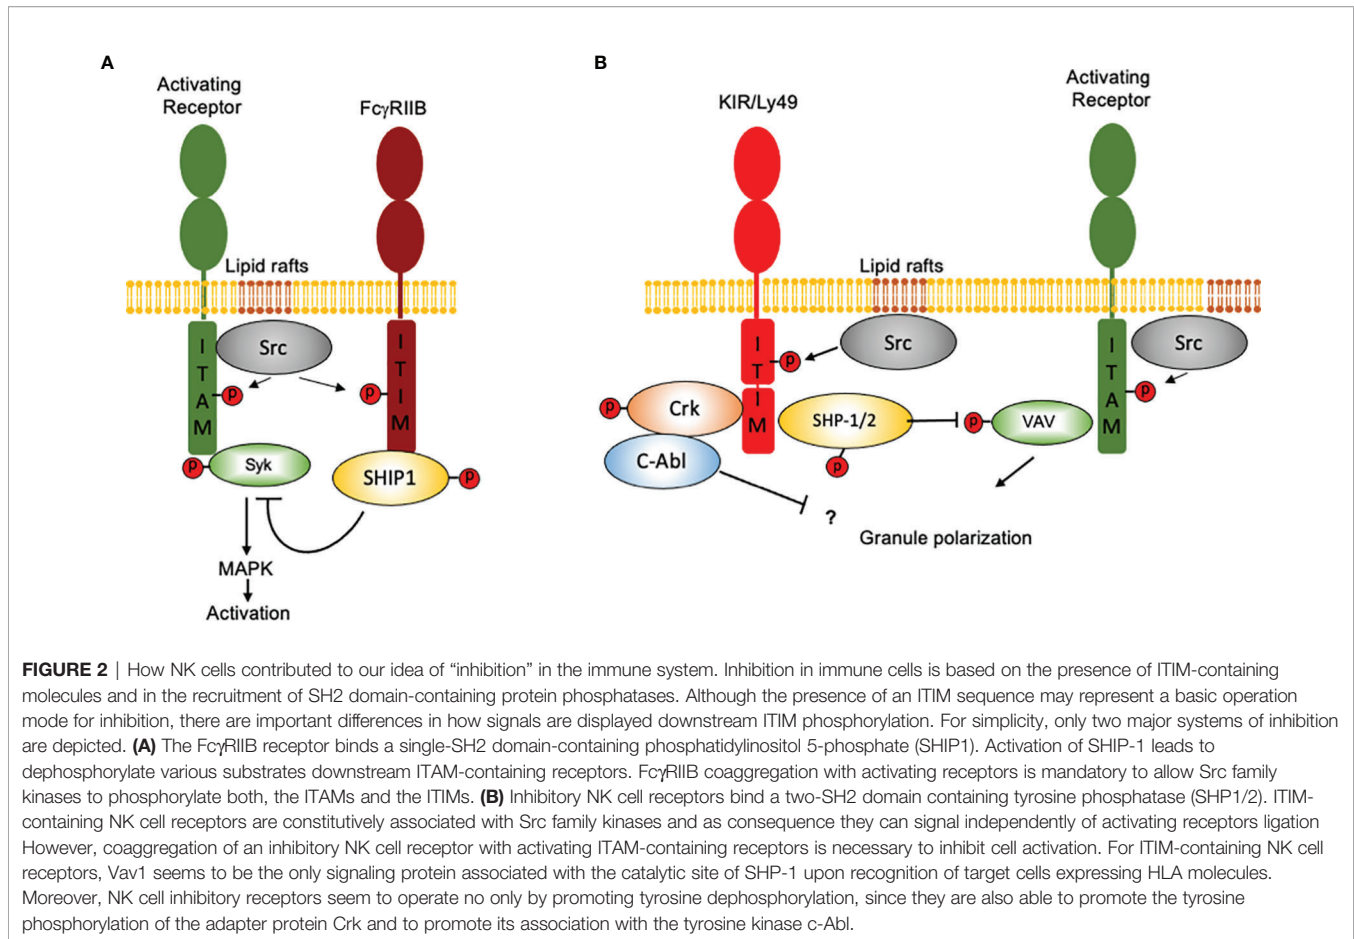 A
Activating
Receptor
FcγRIIB
Lipid rafts
Src
I
T
A
M
P
I
T
I
M
P
Syk
P
SHIP1
P
MAPK
Activation
B
KIR/Ly49
Activating
Receptor
Lipid rafts
I
T
I
M
P
Src
Src
I
T
A
M
P
Crk
P
C-Abl
SHP-1/2
P
VAV
P
?
Granule polarization
FIGURE 2 | How NK cells contributed to our idea of “inhibition” in the immune system. Inhibition in immune cells is based on the presence of ITIM-containing
molecules and in the recruitment of SH2 domain-containing protein phosphatases. Although the presence of an ITIM sequence may represent a basic operation
mode for inhibition, there are important differences in how signals are displayed downstream ITIM phosphorylation. For simplicity, only two major systems of inhibition
are depicted. (A) The FcγRIIB receptor binds a single-SH2 domain-containing phosphatidylinositol 5-phosphate (SHIP1). Activation of SHIP-1 leads to
dephosphorylate various substrates downstream ITAM-containing receptors. FcγRIIB coaggregation with activating receptors is mandatory to allow Src family
kinases to phosphorylate both, the ITAMs and the ITIMs. (B) Inhibitory NK cell receptors bind a two-SH2 domain containing tyrosine phosphatase (SHP1/2). ITIM-
containing NK cell receptors are constitutively associated with Src family kinases and as consequence they can signal independently of activating receptors ligation
However, coaggregation of an inhibitory NK cell receptor with activating ITAM-containing receptors is necessary to inhibit cell activation. For ITIM-containing NK cell
receptors, Vav1 seems to be the only signaling protein associated with the catalytic site of SHP-1 upon recognition of target cells expressing HLA molecules.
Moreover, NK cell inhibitory receptors seem to operate no only by promoting tyrosine dephosphorylation, since they are also able to promote the tyrosine
phosphorylation of the adapter protein Crk and to promote its association with the tyrosine kinase c-Abl.